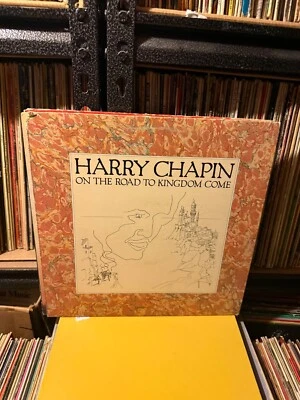 HARRY CHAPIN
ON THE ROAD TO KINGDOM COME